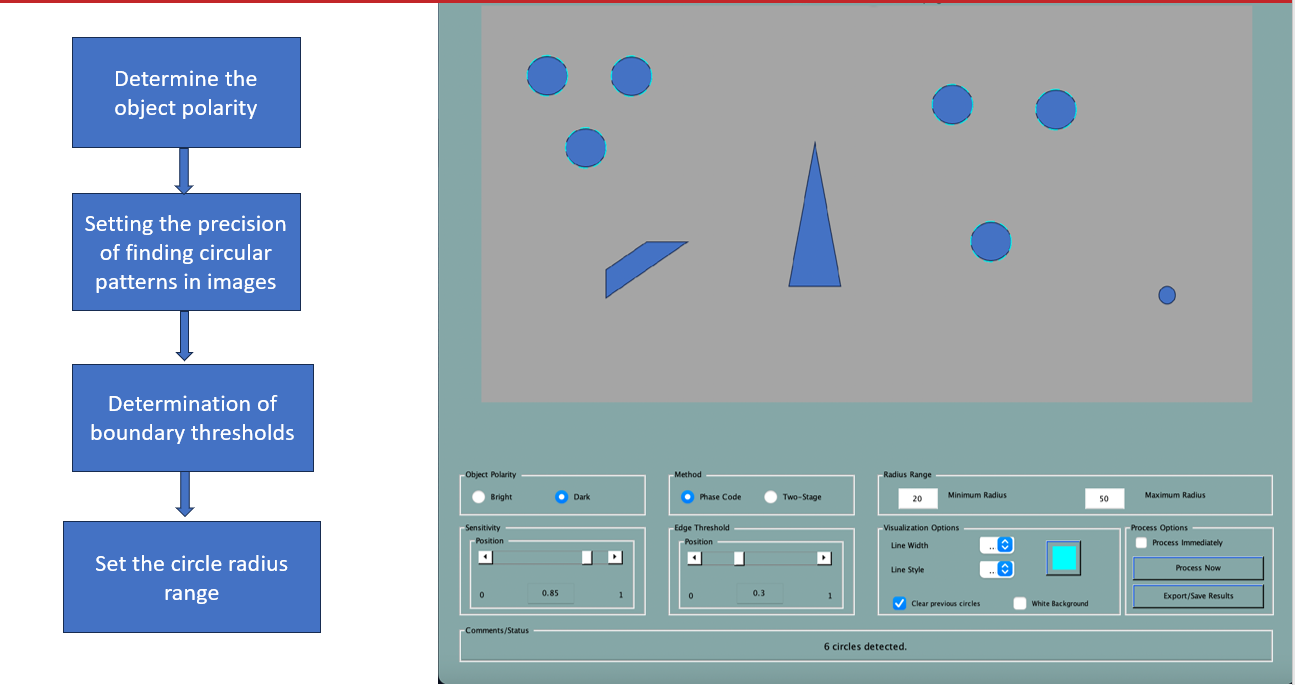 Determine the
object polarity
Setting the precision
of finding circular
patterns in images
Determination of
boundary thresholds
Set the circle radius
range
Object Polarity
Bright
Dark
Method
Phase Code
Two-Stage
Radius Range
20
Minimum Radius
50
Maximum Radius
Sensitivity
Position
0
0.85
1
Edge Threshold
Position
0
0.3
1
Visualization Options
Line Width
..
Line Style
..
Clear previous circles
White Background
Process Options
Process Immediately
Process Now
Export/Save Results
Comments/Status
6 circles detected.